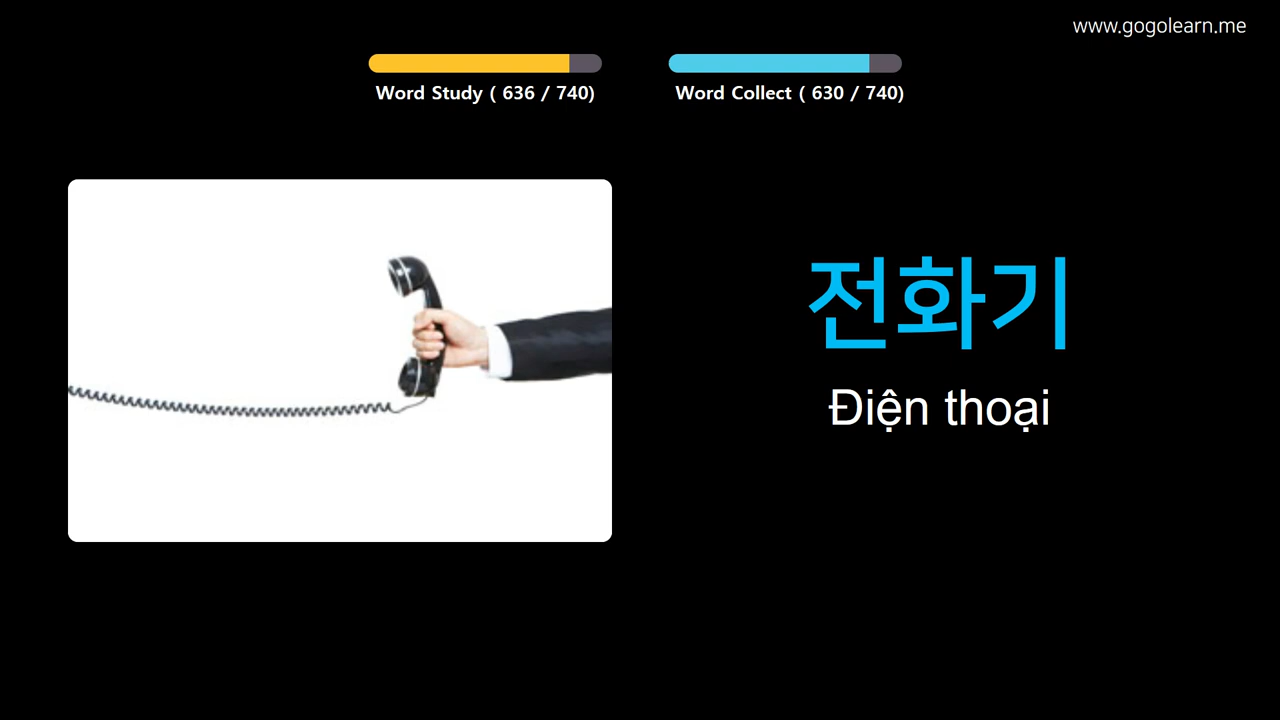 www.gogolearn.me
Word Study ( 636 / 740)
Word Collect ( 630 / 740)
전화기
Điện thoại